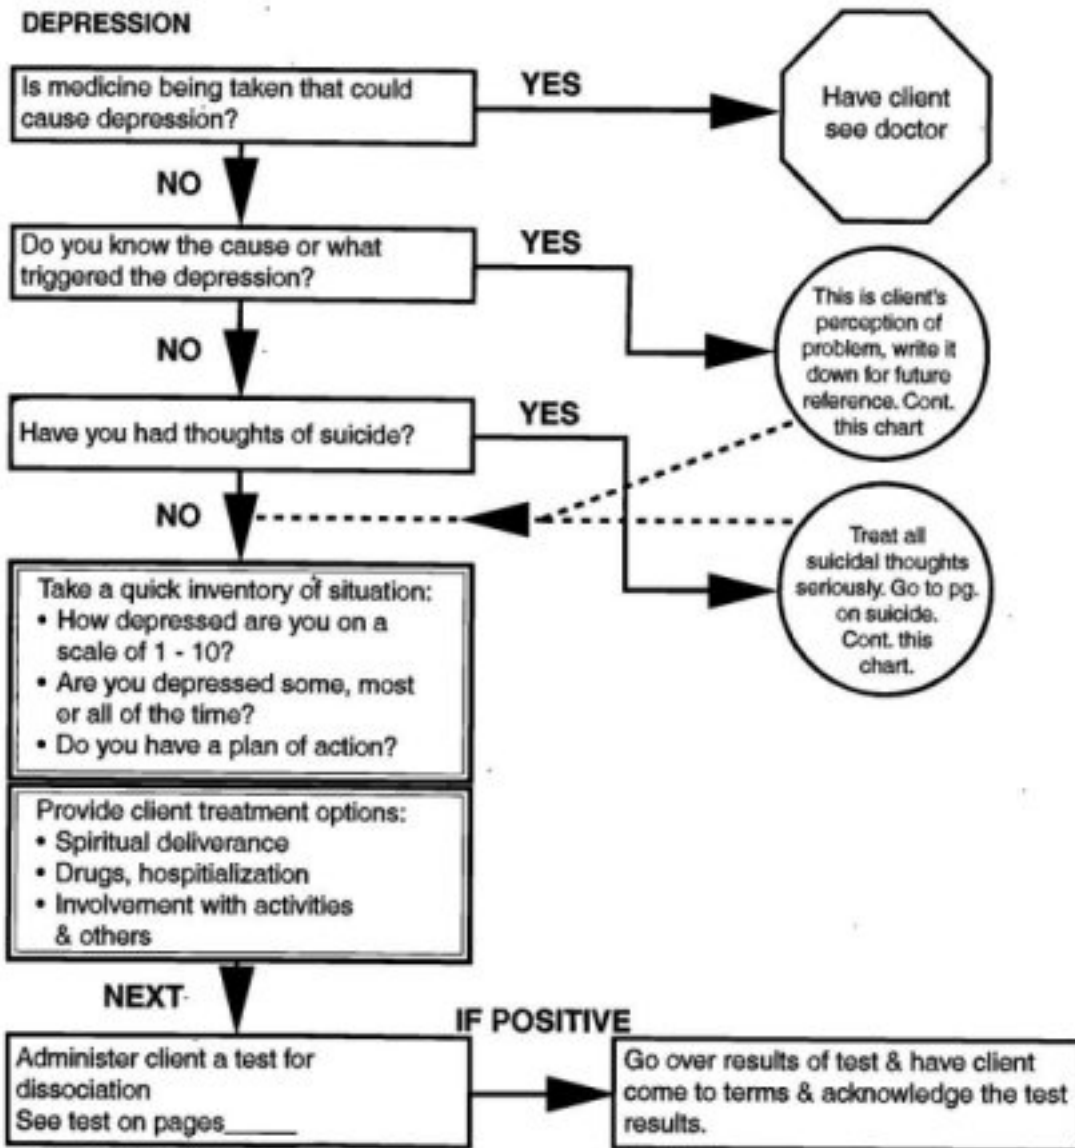 DEPRESSION
Is medicine being taken that could
cause depression?
YES
Have client
see doctor
NO
Do you know the cause or what
triggered the depression?
YES
This is client's
perception of
problem, write it
down for future
reference. Cont.
this chart
NO
Have you had thoughts of suicide?
YES
NO
Treat all
suicidal thoughts
seriously. Go to pg.
on suicide.
Cont. this
chart.
Take a quick inventory of situation:
• How depressed are you on a
scale of 1 - 10?
• Are you depressed some, most
or all of the time?
• Do you have a plan of action?
Provide client treatment options:
• Spiritual deliverance
• Drugs, hospitialization
• Involvement with activities
& others
NEXT
Administer client a test for
dissociation
See test on pages_____
IF POSITIVE
Go over results of test & have client
come to terms & acknowledge the test
results.